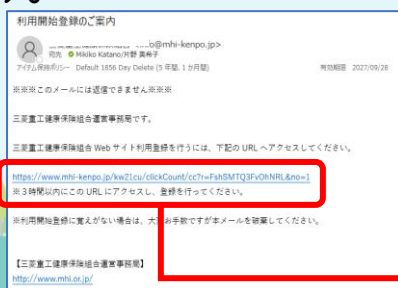 利用開始登録のご案内
o@mhi-kenpo.jp>
宛先 Mikiko Katano/片野 美希子
アイテム保持ポリシー Default 1856 Day Delete (5 年間、1 か月間) 有効期限 2027/09/28
※※※このメールには返信できません※※※
三菱重工健康保険組合運営事務局です。
三菱重工健康保険組合 Web サイト利用登録を行うには、下記の URL へアクセスしてください。
https://www.mhi-kenpo.jp/kw21cu/clickCount/cc?r=FshSMTQ3FvOhNRL&no=1
※３時間以内にこの URL にアクセスし、登録を行ってください。
※利用開始登録に覚えがない場合は、大変お手数ですが本メールを破棄してください。
【三菱重工健康保険組合運営事務局】
http://www.mhi.or.jp/